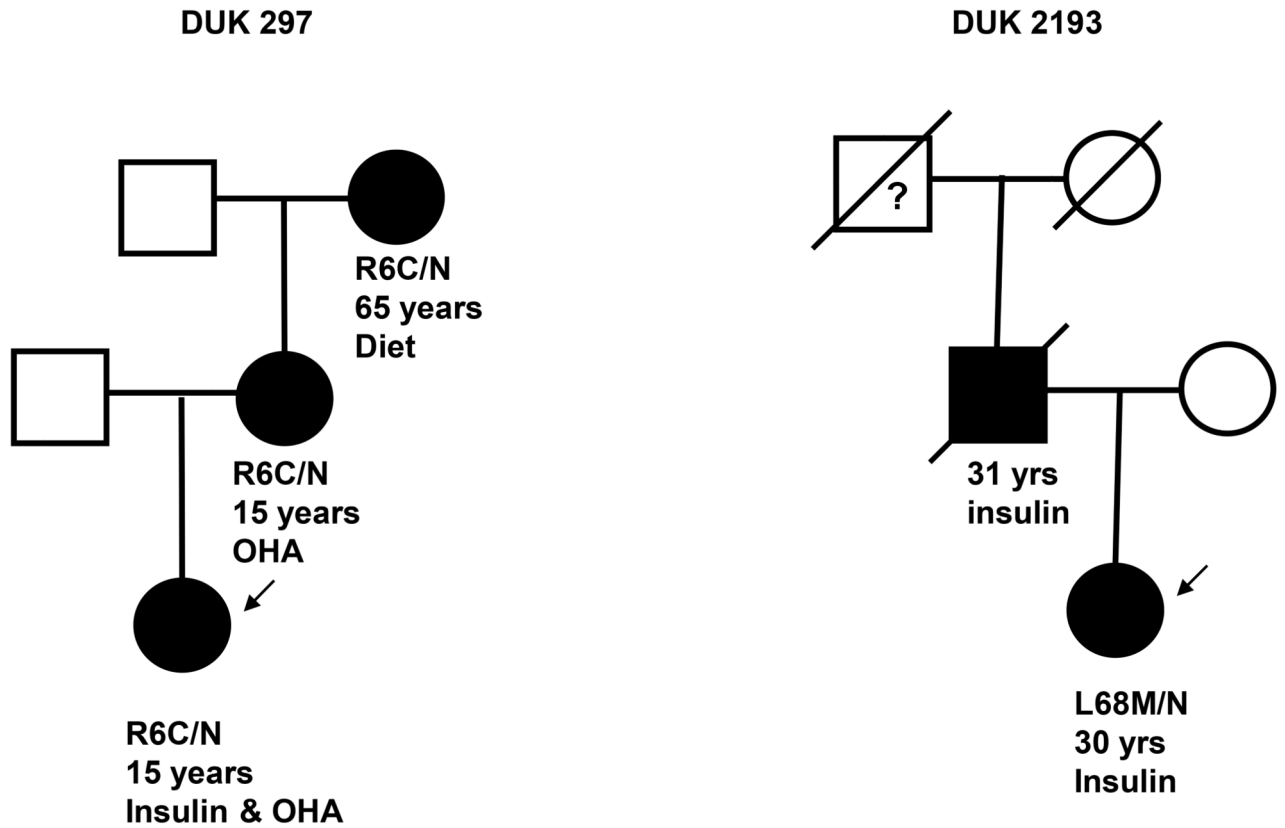 DUK 297
R6C/N
65 years
Diet
R6C/N
15 years
OHA
R6C/N
15 years
Insulin & OHA
DUK 2193
?
31 yrs
insulin
L68M/N
30 yrs
Insulin